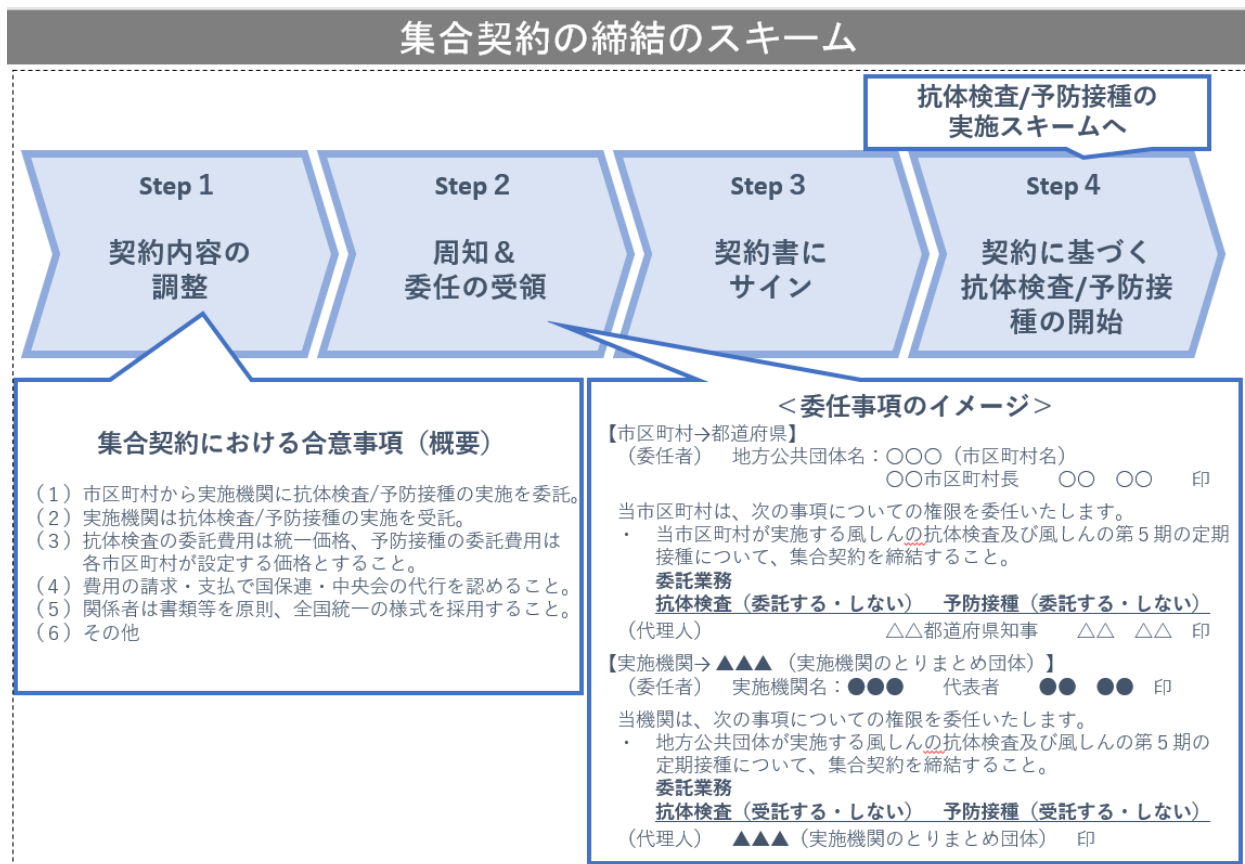 集合契約の締結のスキーム
抗体検査/予防接種の
実施スキームへ
Step 1
契約内容の
調整
Step 2
周知＆
委任の受領
Step 3
契約書に
サイン
Step 4
契約に基づく
抗体検査/予防接
種の開始
集合契約における合意事項（概要）
（１）市区町村から実施機関に抗体検査/予防接種の実施を委託。
（２）実施機関は抗体検査/予防接種の実施を受託。
（３）抗体検査の委託費用は統一価格、予防接種の委託費用は
各市区町村が設定する価格とすること。
（４）費用の請求・支払で国保連・中央会の代行を認めること。
（５）関係者は書類等を原則、全国統一の様式を採用すること。
（６）その他
＜委任事項のイメージ＞
【市区町村→都道府県】
（委任者）　地方公共団体名：〇〇〇（市区町村名）
〇〇市区町村長　　〇〇　〇〇　　印
当市区町村は、次の事項についての権限を委任いたします。
・　当市区町村が実施する風しんの抗体検査及び風しんの第５期の定期
接種について、集合契約を締結すること。
委託業務
抗体検査（委託する・しない）　予防接種（委託する・しない）
（代理人）　△△都道府県知事　　△△　△△　印
【実施機関→▲▲▲（実施機関のとりまとめ団体）】
（委任者）　実施機関名：●●●　　代表者　　●●　●●　印
当機関は、次の事項についての権限を委任いたします。
・　地方公共団体が実施する風しんの抗体検査及び風しんの第５期の
定期接種について、集合契約を締結すること。
委託業務
抗体検査（受託する・しない）　予防接種（受託する・しない）
（代理人）　▲▲▲（実施機関のとりまとめ団体）　印